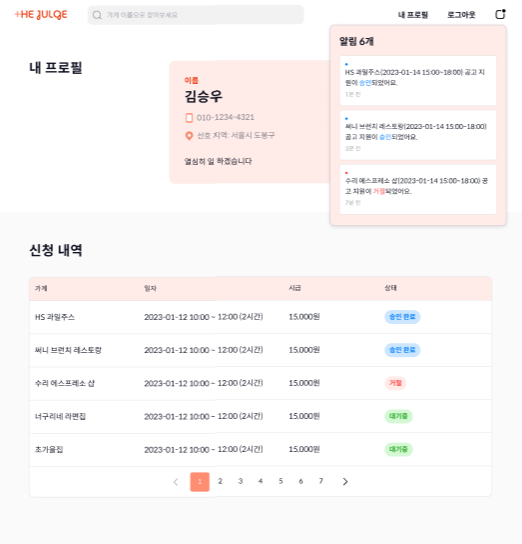 THE JULGE
가게 이름으로 찾아보세요
내 프로필
로그아웃
알림 6개
HS 과일주스(2023-01-14 15:00~18:00) 공고 지
원이 승인되었어요.
1분 전
써니 브런치 레스토랑(2023-01-14 15:00~18:00)
공고 지원이 승인되었어요.
수리 에스프레소 샵(2023-01-14 15:00~18:00) 공
고 지원이 거절되었어요.
내 프로필
이름
김승우
010-1234-4321
선호 지역: 서울시 도봉구
열심히 일 하겠습니다
신청 내역
가게 일자 시급 상태
HS 과일주스 2023-01-12 10:00 ~ 12:00 (2시간) 15,000원 승인 완료
써니 브런치 레스토랑 2023-01-12 10:00 ~ 12:00 (2시간) 15,000원 승인 완료
수리 에스프레소 샵 2023-01-12 10:00 ~ 12:00 (2시간) 15,000원 거절
너구리네 라면집 2023-01-12 10:00 ~ 12:00 (2시간) 15,000원 대기중
초가을집 2023-01-12 10:00 ~ 12:00 (2시간) 15,000원 대기중
1 2 3 4 5 6 7